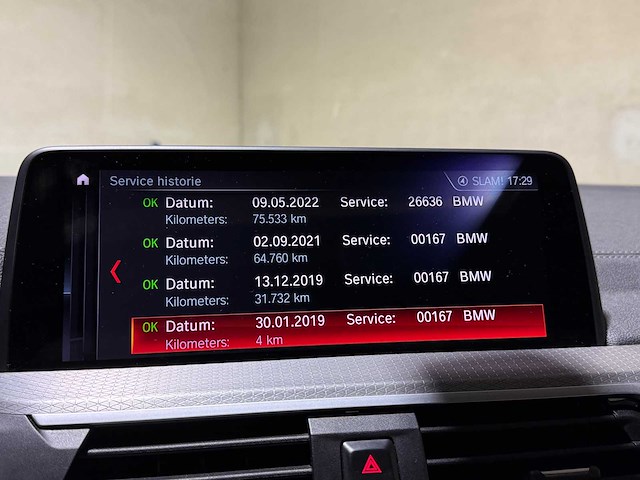 Service historie SLAM! 17:29
OK Datum: 09.05.2022 Service: 26636 BMW
Kilometers: 75.533 km
OK Datum: 02.09.2021 Service: 00167 BMW
Kilometers: 64.760 km
OK Datum: 13.12.2019 Service: 00167 BMW
Kilometers: 31.732 km
OK Datum: 30.01.2019 Service: 00167 BMW
Kilometers: 4 km